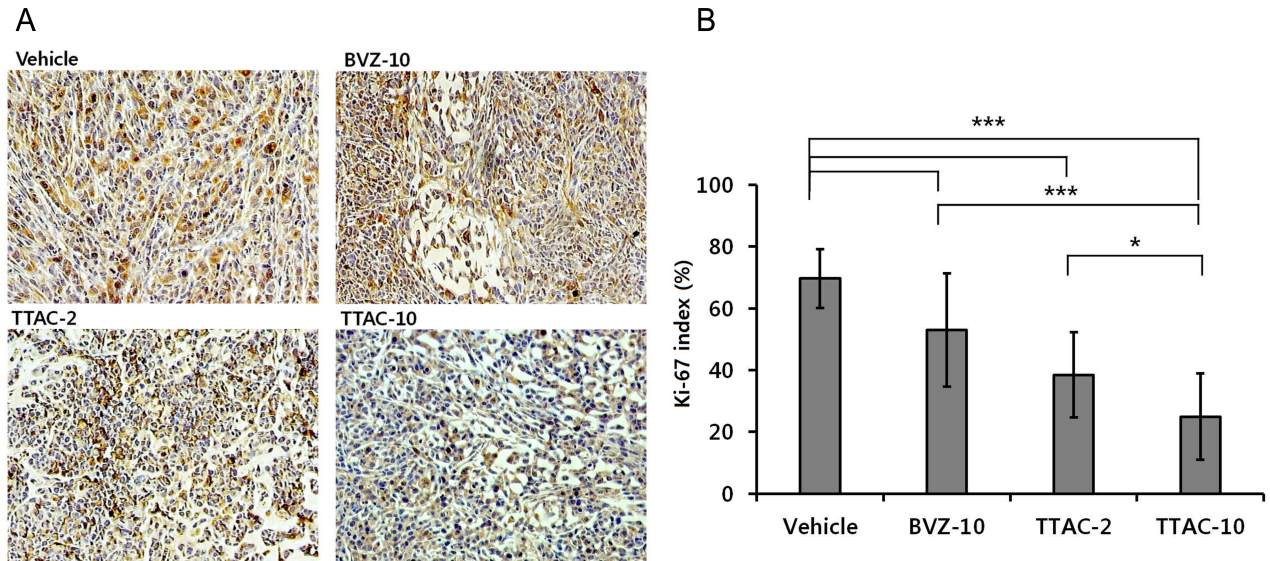 A
Vehicle
BVZ-10
TTAC-2
TTAC-10
B
***
***
*
Ki-67 index (%)
100
80
60
40
20
0
Vehicle BVZ-10 TTAC-2 TTAC-10